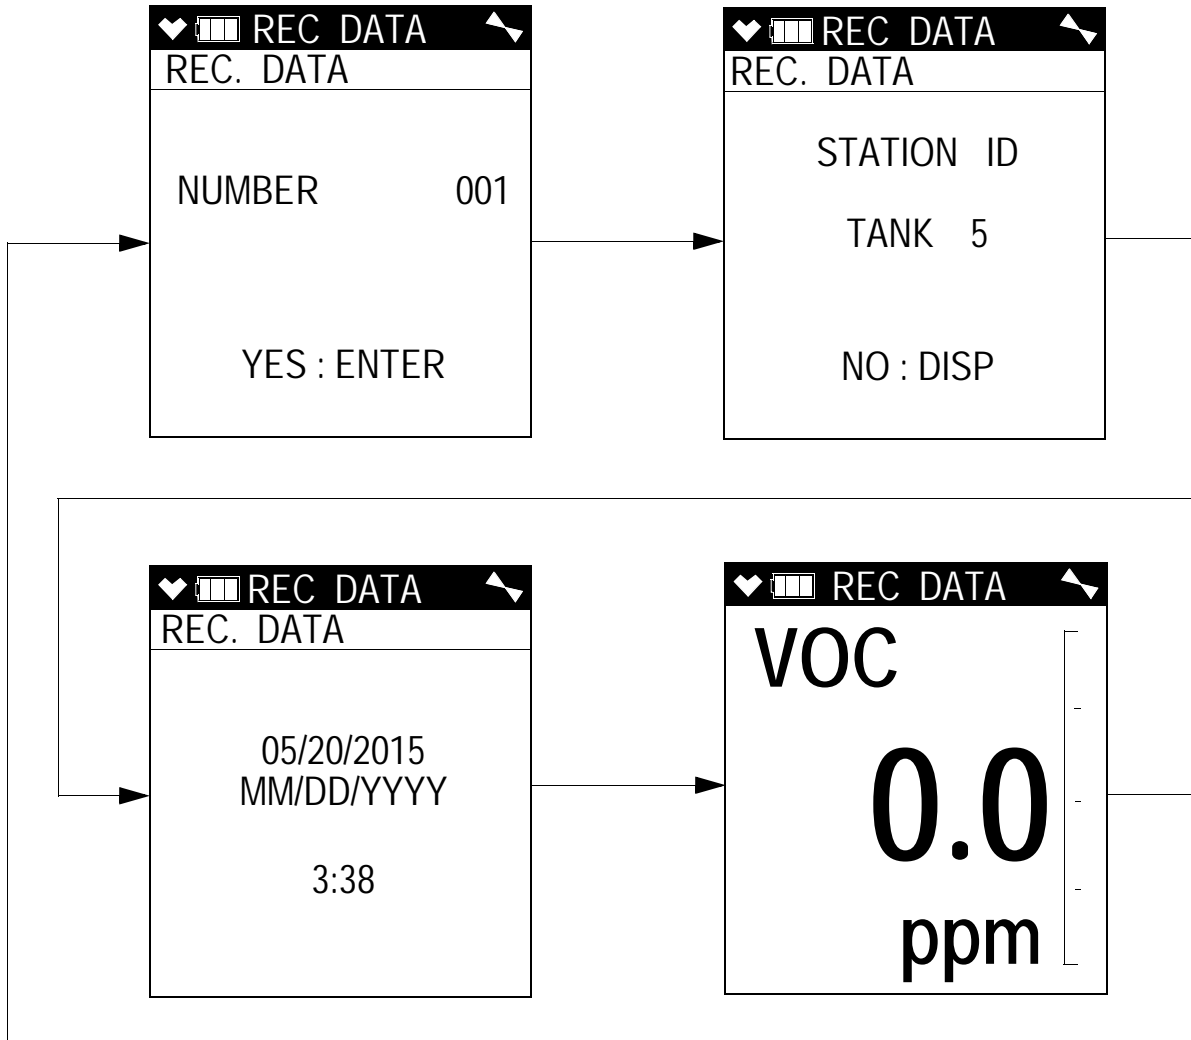 REC DATA
REC. DATA
NUMBER 001
YES : ENTER
REC DATA
REC. DATA
STATION ID
TANK 5
NO : DISP
REC DATA
REC. DATA
05/20/2015
MM/DD/YYYY
3:38
REC DATA
VOC
0.0
ppm